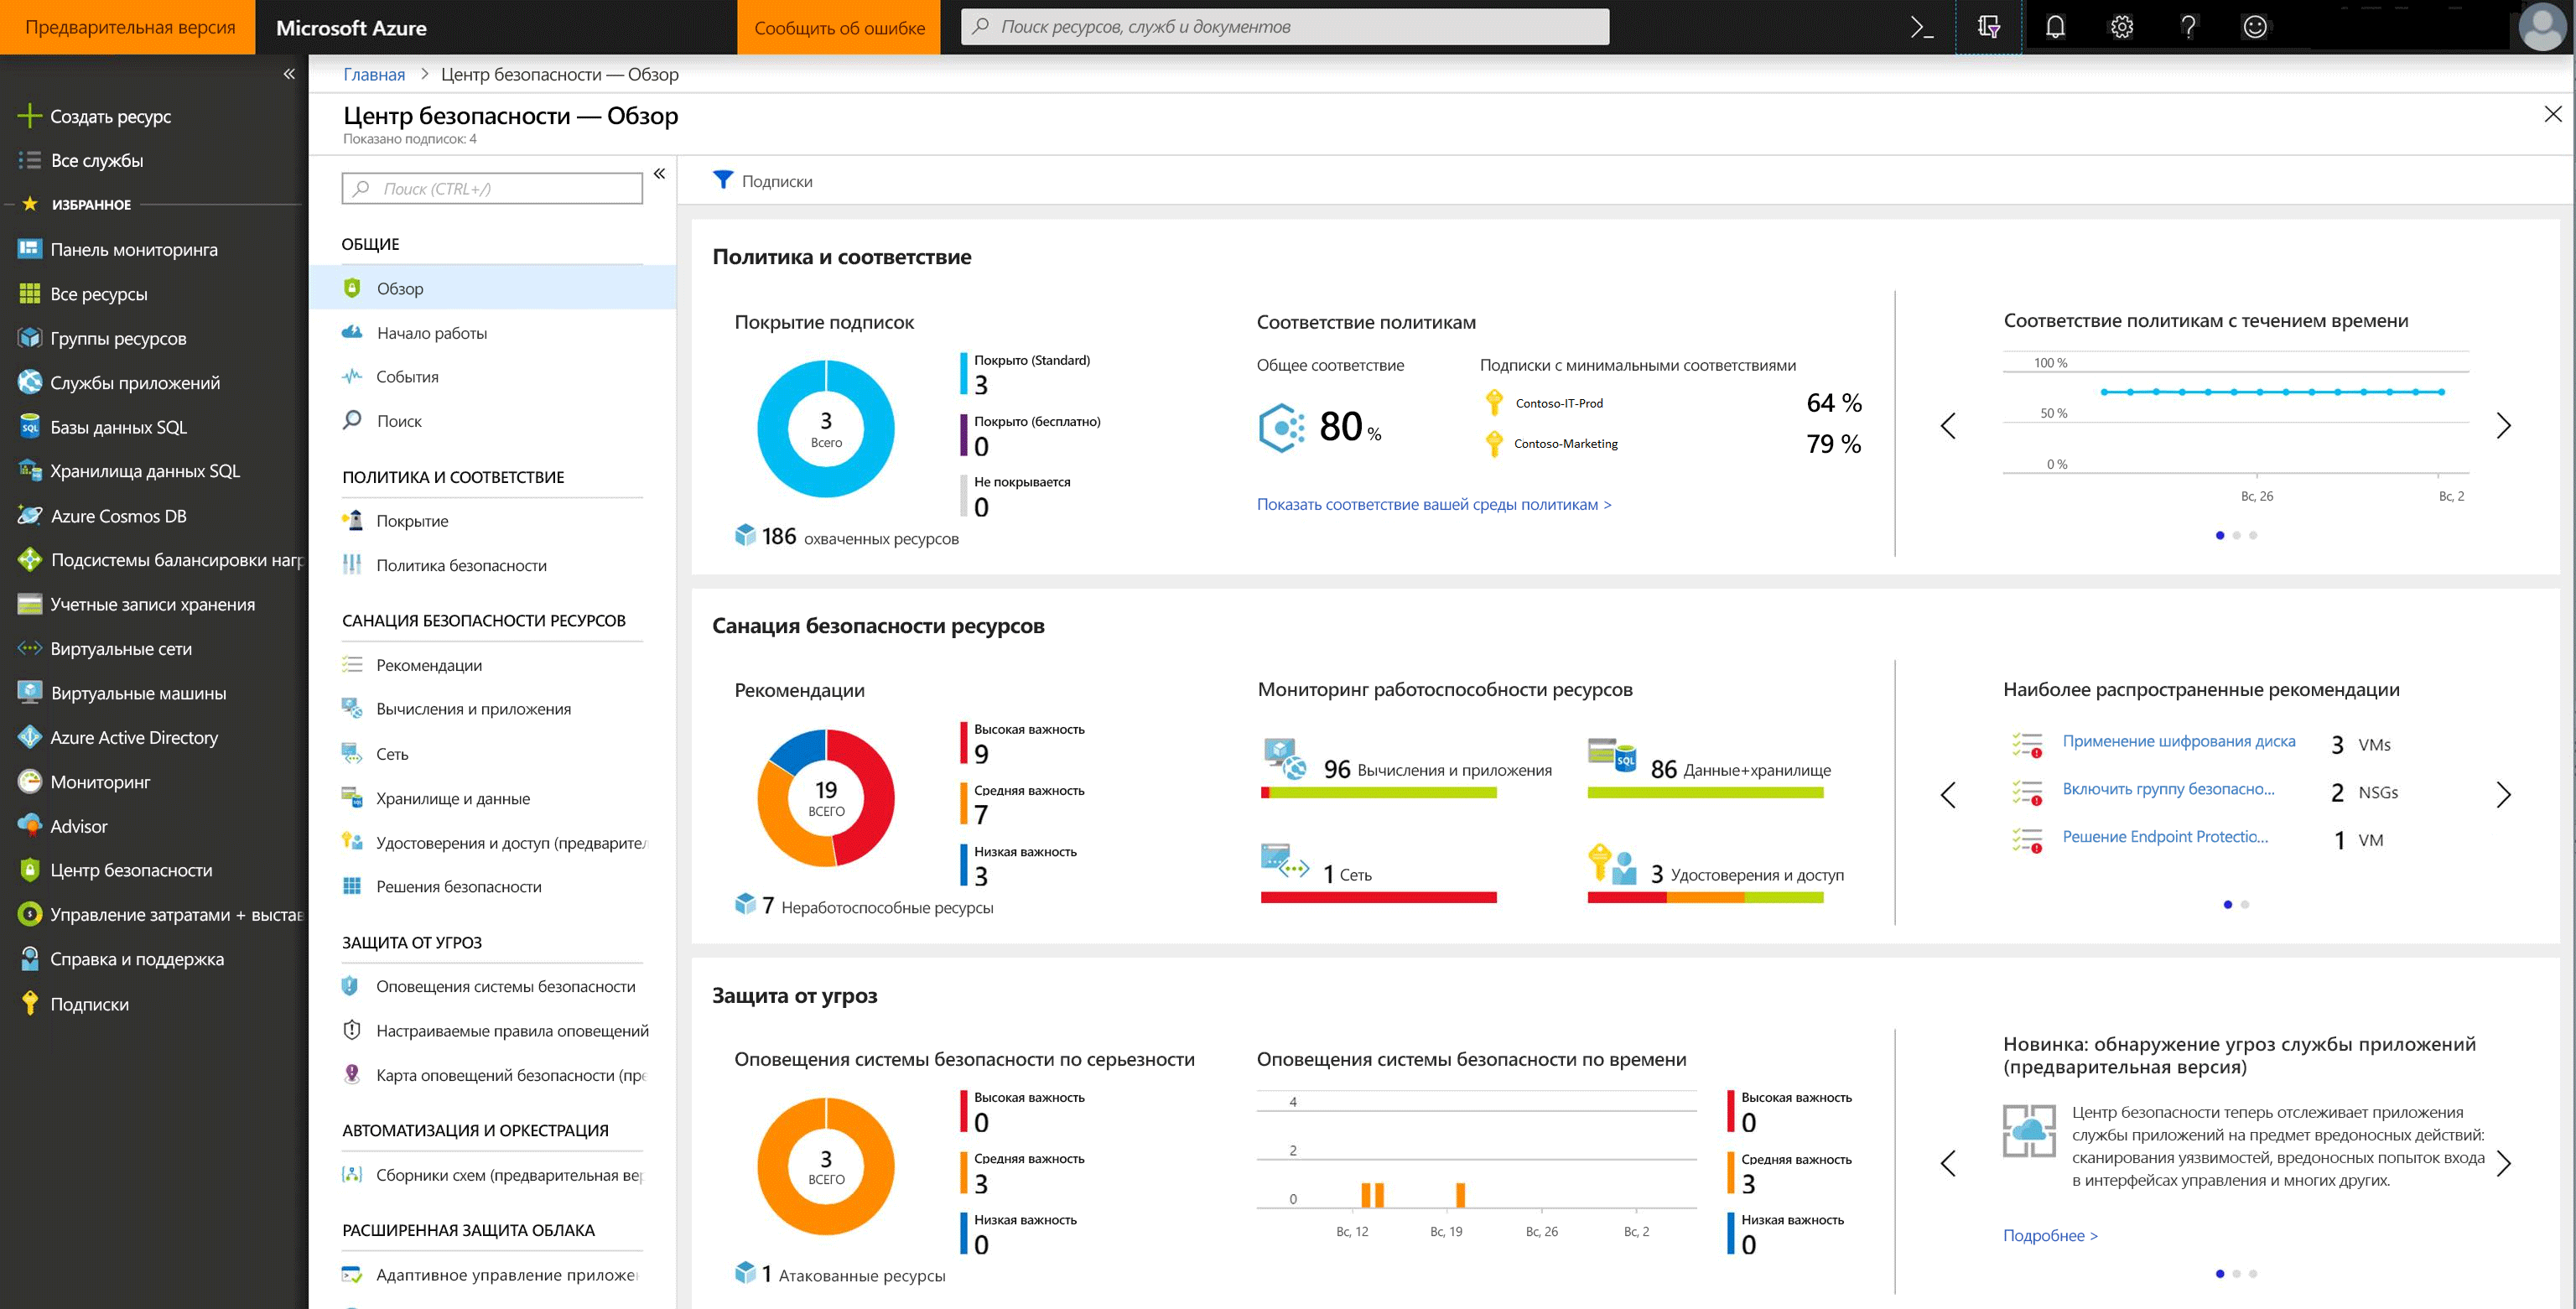 Предварительная версия
Microsoft Azure
Сообщить об ошибке
Поиск ресурсов, служб и документов
Создать ресурс
Все службы
ИЗБРАННОЕ
Панель мониторинга
Все ресурсы
Группы ресурсов
Службы приложений
Базы данных SQL
Хранилища данных SQL
Azure Cosmos DB
Подсистемы балансировки нагр
Учетные записи хранения
Виртуальные сети
Виртуальные машины
Azure Active Directory
Мониторинг
Advisor
Центр безопасности
Управление затратами + выстав
Справка и поддержка
Подписки
Главная > Центр безопасности — Обзор
Центр безопасности — Обзор
Показано подписок: 4
Поиск (CTRL+/)
ОБЩИЕ
Обзор
Начало работы
События
Поиск
ПОЛИТИКА И СООТВЕТСТВИЕ
Покрытие
Политика безопасности
САНАЦИЯ БЕЗОПАСНОСТИ РЕСУРСОВ
Рекомендации
Вычисления и приложения
Сеть
Хранилище и данные
Удостоверения и доступ (предварител
Решения безопасности
ЗАЩИТА ОТ УГРОЗ
Оповещения системы безопасности
Настраиваемые правила оповещений
Карта оповещений безопасности (пре
АВТОМАТИЗАЦИЯ И ОРКЕСТРАЦИЯ
Сборники схем (предварительная вер
РАСШИРЕННАЯ ЗАЩИТА ОБЛАКА
Адаптивное управление приложе
Подписки
Политика и соответствие
Покрытие подписок
3
Всего
Покрыто (Standard)
3
Покрыто (бесплатно)
0
Не покрывается
0
186 охваченных ресурсов
Соответствие политикам
Общее соответствие
80 %
Подписки с минимальными соответствиями
Contoso-IT-Prod 64 %
Contoso-Marketing 79 %
Показать соответствие вашей среды политикам >
Соответствие политикам с течением времени
100 %
50 %
0 %
Вс, 26
Вс, 2
Санация безопасности ресурсов
Рекомендации
19
ВСЕГО
Высокая важность
9
Средняя важность
7
Низкая важность
3
7 Неработоспособные ресурсы
Мониторинг работоспособности ресурсов
96 Вычисления и приложения
SQL
86 Данные+хранилище
1 Сеть
3 Удостоверения и доступ
Наиболее распространенные рекомендации
Применение шифрования диска 3 VMs
Включить группу безопасно... 2 NSGs
Решение Endpoint Protectio... 1 VM
Защита от угроз
Оповещения системы безопасности по серьезности
3
ВСЕГО
Высокая важность
0
Средняя важность
3
Низкая важность
0
1 Атакованные ресурсы
Оповещения системы безопасности по времени
4
2
0
Вс, 12
Вс, 19
Вс, 26
Вс, 2
Высокая важность
0
Средняя важность
3
Низкая важность
0
Новинка: обнаружение угроз службы приложений
(предварительная версия)
Центр безопасности теперь отслеживает приложения
службы приложений на предмет вредоносных действий:
сканирования уязвимостей, вредоносных попыток входа
в интерфейсах управления и многих других.
Подробнее >